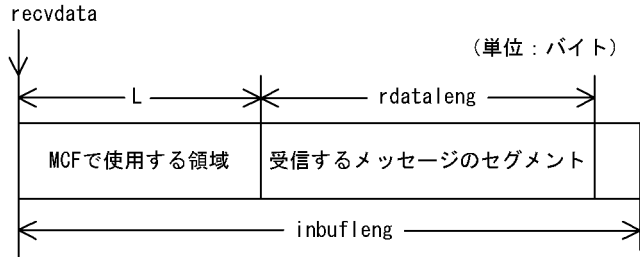 recvdata
（単位：バイト）
L
rdataleng
MCFで使用する領域
受信するメッセージのセグメント
inbufleng